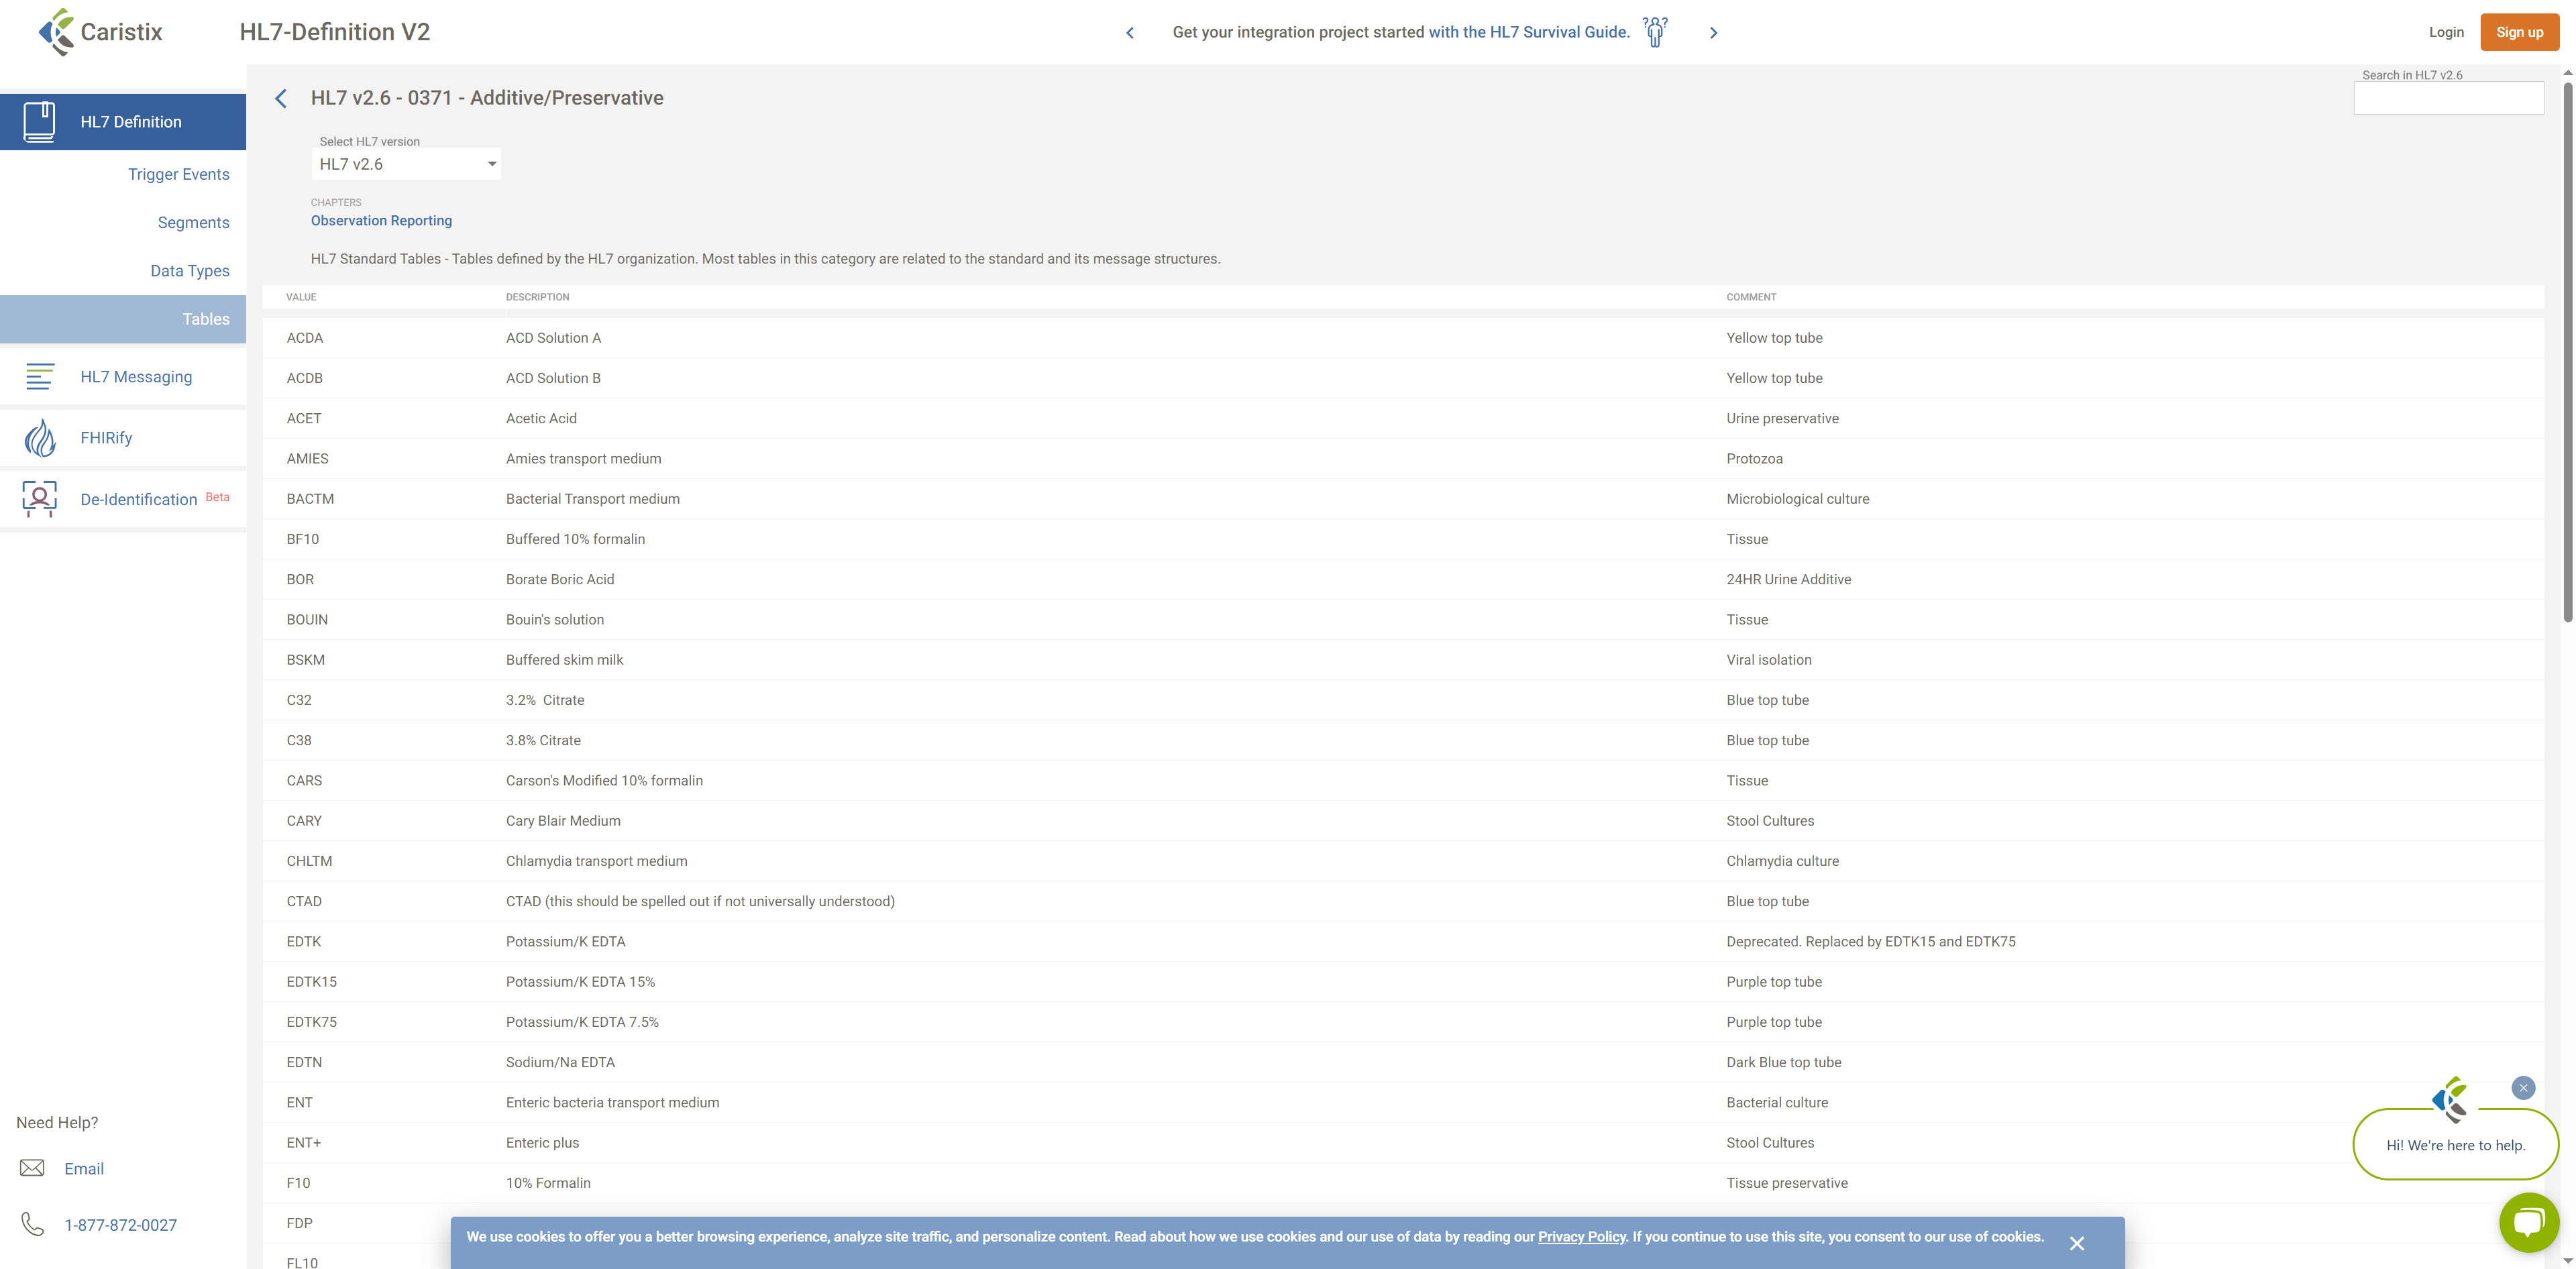 Caristix
HL7-Definition V2
Get your integration project started with the HL7 Survival Guide.
Login
Sign up
HL7 Definition
Trigger Events
Segments
Data Types
Tables
HL7 Messaging
FHIRify
De-Identification Beta
Need Help?
Email
1-877-872-0027
HL7 v2.6 - 0371 - Additive/Preservative
Search in HL7 v2.6
Select HL7 version
HL7 v2.6
CHAPTERS
Observation Reporting
HL7 Standard Tables - Tables defined by the HL7 organization. Most tables in this category are related to the standard and its message structures.
VALUE DESCRIPTION COMMENT
ACDA ACD Solution A Yellow top tube
ACDB ACD Solution B Yellow top tube
ACET Acetic Acid Urine preservative
AMIES Amies transport medium Protozoa
BACTM Bacterial Transport medium Microbiological culture
BF10 Buffered 10% formalin Tissue
BOR Borate Boric Acid 24HR Urine Additive
BOUIN Bouin's solution Tissue
BSKM Buffered skim milk Viral isolation
C32 3.2%  Citrate Blue top tube
C38 3.8% Citrate Blue top tube
CARS Carson's Modified 10% formalin Tissue
CARY Cary Blair Medium Stool Cultures
CHLTM Chlamydia transport medium Chlamydia culture
CTAD CTAD (this should be spelled out if not universally understood) Blue top tube
EDTK Potassium/K EDTA Deprecated. Replaced by EDTK15 and EDTK75
EDTK15 Potassium/K EDTA 15% Purple top tube
EDTK75 Potassium/K EDTA 7.5% Purple top tube
EDTN Sodium/Na EDTA Dark Blue top tube
ENT Enteric bacteria transport medium Bacterial culture
ENT+ Enteric plus Stool Cultures
F10 10% Formalin Tissue preservative
FDP
FL10
Hi! We're here to help.
We use cookies to offer you a better browsing experience, analyze site traffic, and personalize content. Read about how we use cookies and our use of data by reading our Privacy Policy. If you continue to use this site, you consent to our use of cookies.